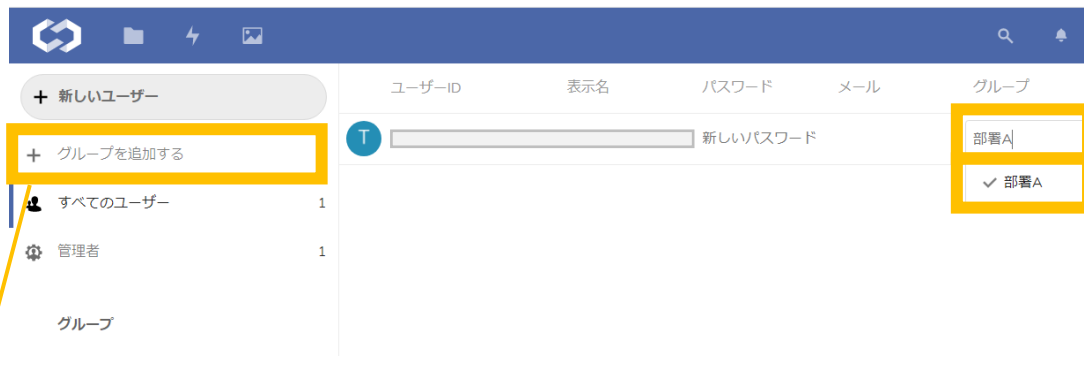 + 新しいユーザー
+ グループを追加する
すべてのユーザー 1
管理者 1
グループ
ユーザーID 表示名 パスワード メール グループ
T 新しいパスワード 部署A
✓ 部署A